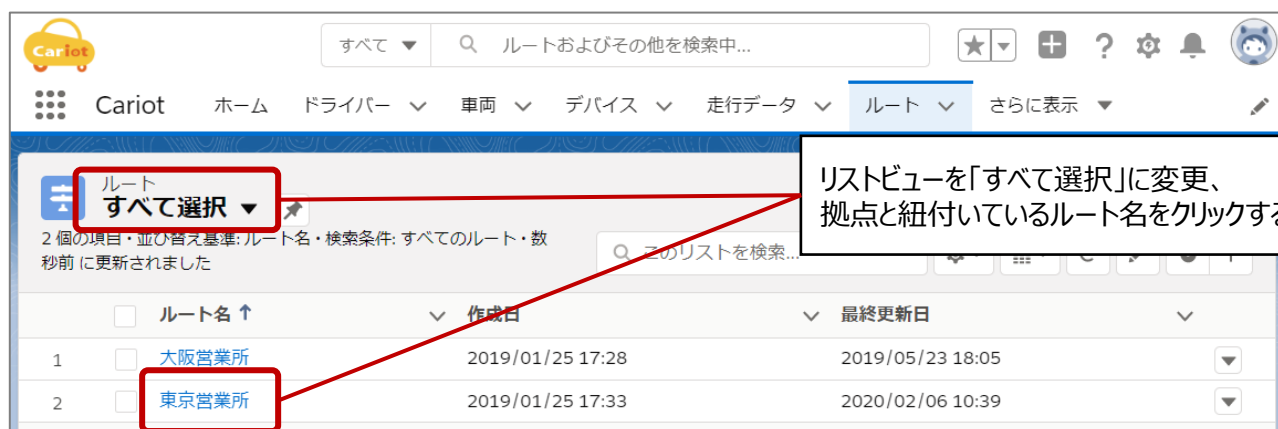 Cariot
すべて ▼ ルートおよびその他を検索中...
Cariot ホーム ドライバー 車両 デバイス 走行データ ルート さらに表示 ▼
ルート
すべて選択 ▼
リストビューを「すべて選択」に変更、
拠点と紐付いているルート名をクリックする
2 個の項目・並び替え基準: ルート名・検索条件: すべてのルート・数
秒前 に更新されました
このリストを検索...
ルート名 ↑ 作成日 最終更新日
1 大阪営業所 2019/01/25 17:28 2019/05/23 18:05
2 東京営業所 2019/01/25 17:33 2020/02/06 10:39